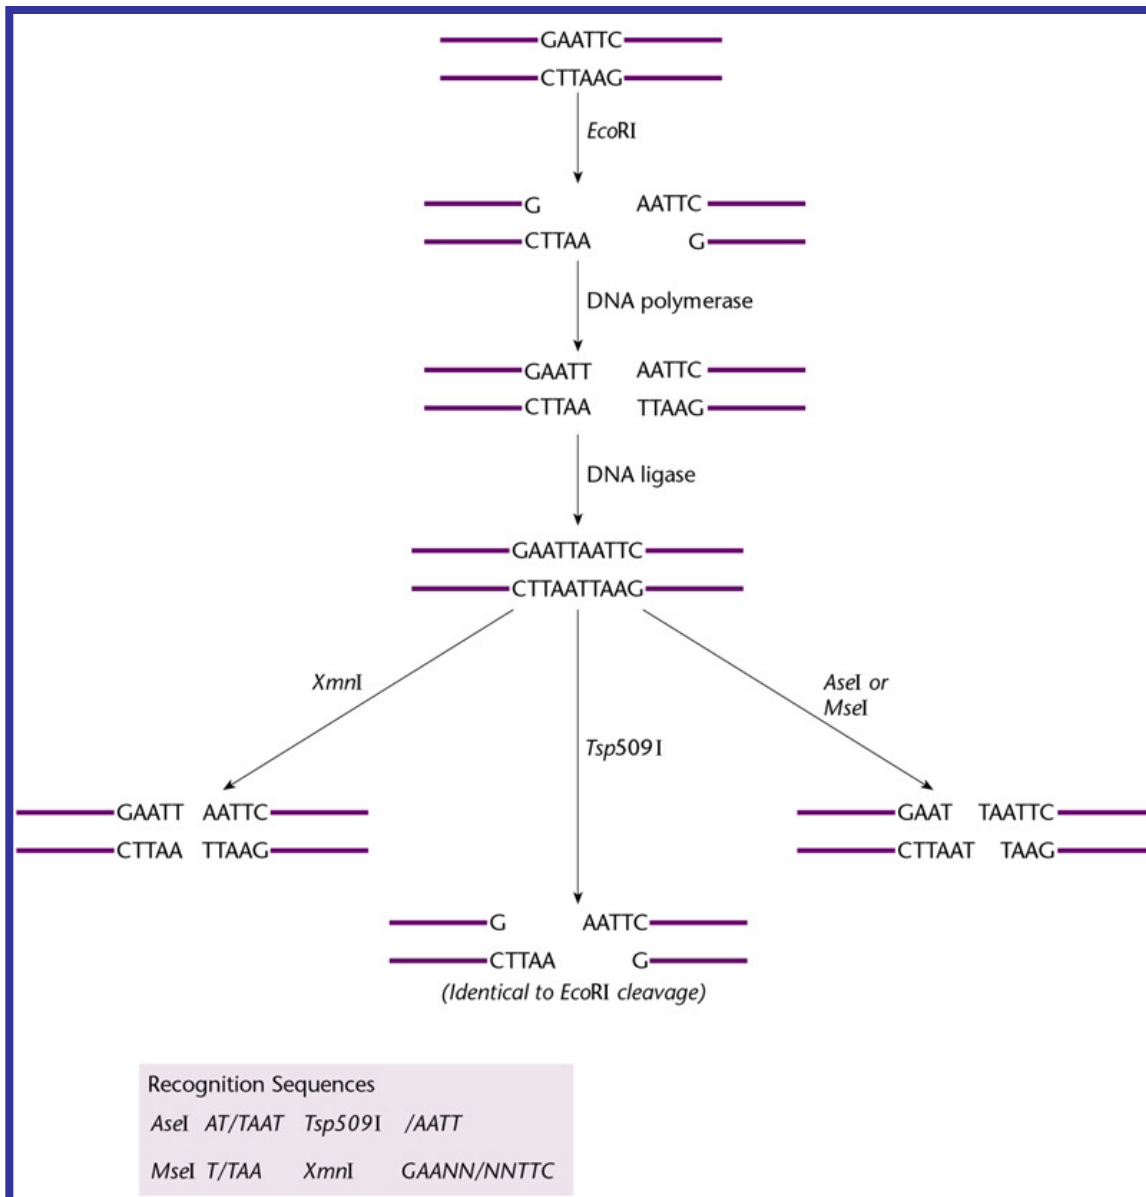 GAATTC
CTTAAG
EcoRI
G AATTC
CTTAA G
DNA polymerase
GAATT AATTC
CTTAA TTAAG
DNA ligase
GAATTAATTC
CTTAATTAAG
XmnI
Tsp509I
AseI or
MseI
GAATT AATTC
CTTAA TTAAG
GAAT TAATTC
CTTAAT TAAG
G AATTC
CTTAA G
(Identical to EcoRI cleavage)
Recognition Sequences
AseI AT/TAAT Tsp509I /AATT
MseI T/TAA XmnI GAANN/NNTTC